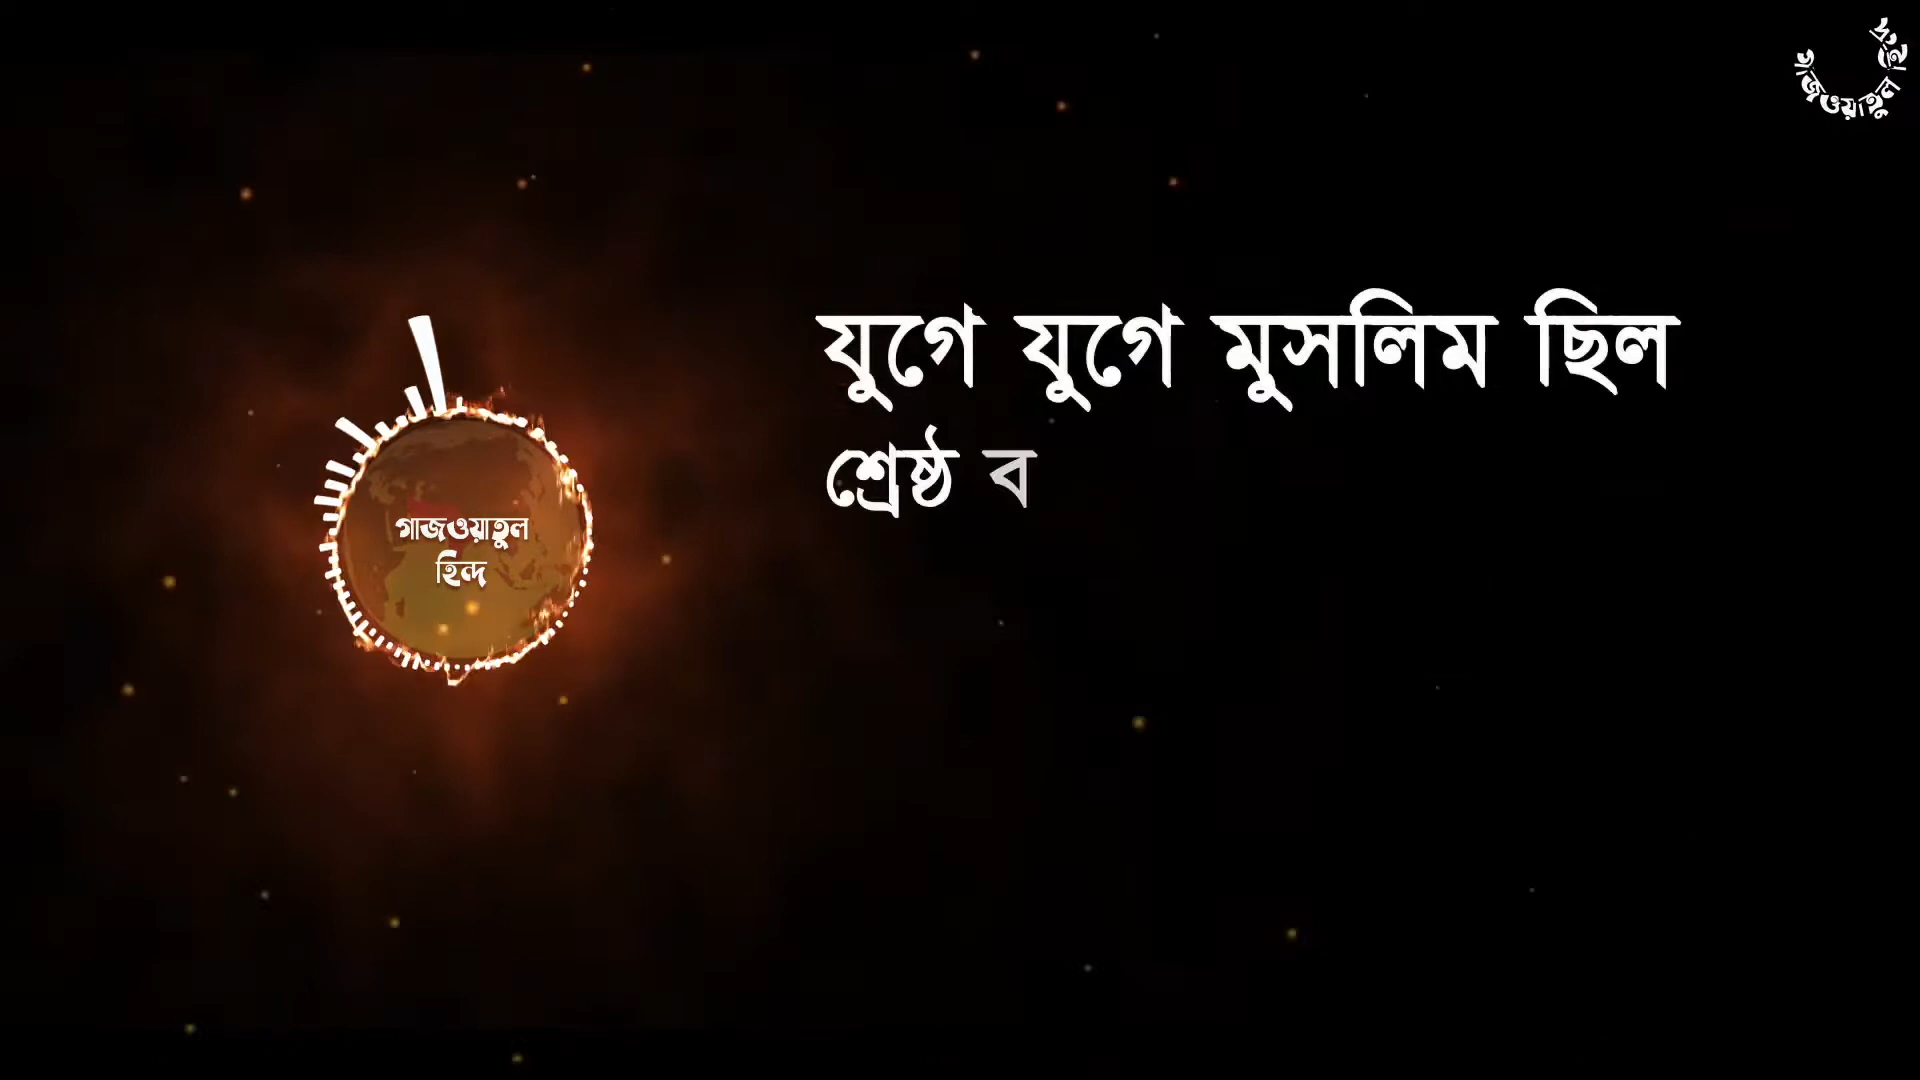 যুগে যুগে মুসলিম ছিল
শ্রেষ্ঠ ব
গাজওয়াতুল
হিন্দ